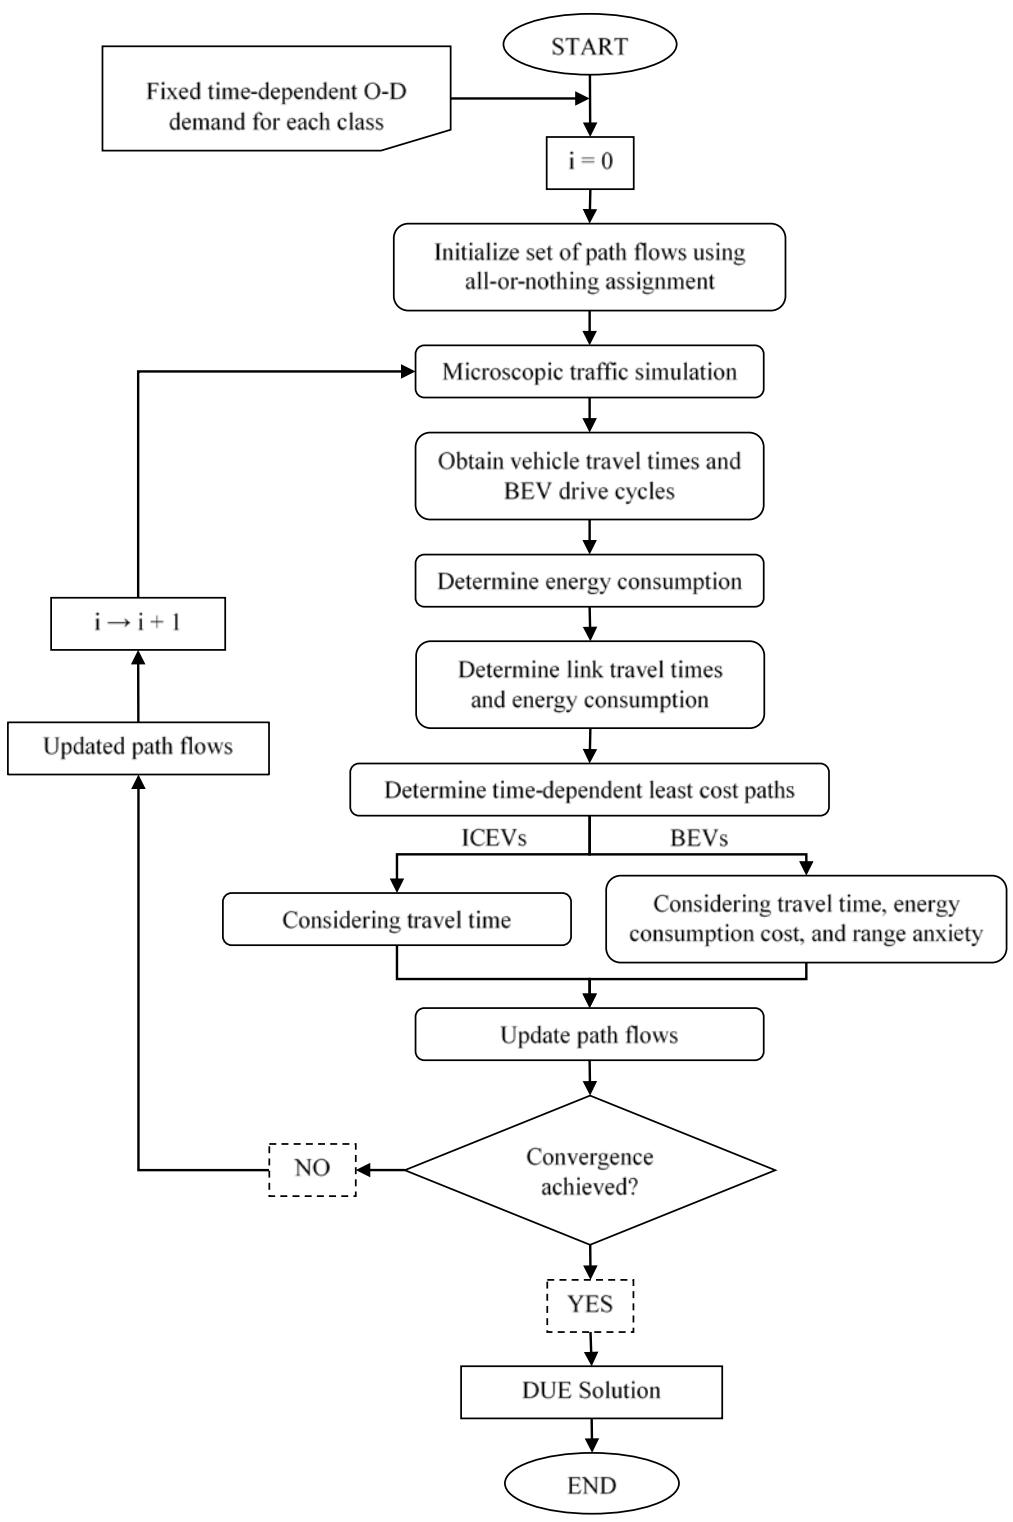 START
Fixed time-dependent O-D
demand for each class
i = 0
Initialize set of path flows using
all-or-nothing assignment
Microscopic traffic simulation
Obtain vehicle travel times and
BEV drive cycles
Determine energy consumption
i → i + 1
Determine link travel times
and energy consumption
Updated path flows
Determine time-dependent least cost paths
ICEVs
BEVs
Considering travel time
Considering travel time, energy
consumption cost, and range anxiety
Update path flows
Convergence
achieved?
NO
YES
DUE Solution
END